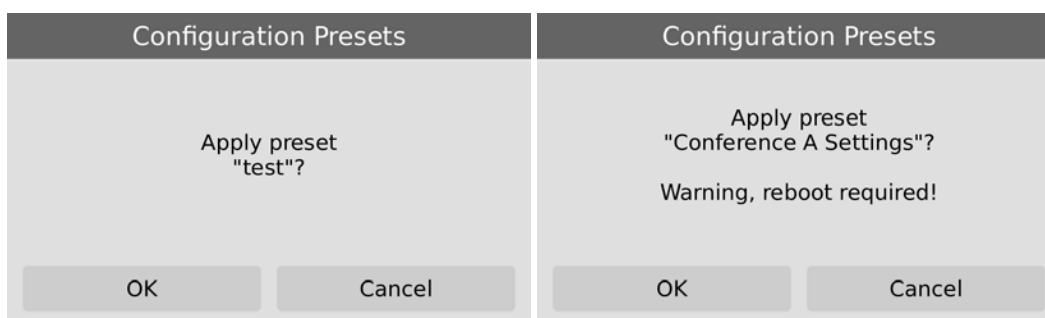 Configuration Presets
Apply preset
"test"?
OK
Cancel
Configuration Presets
Apply preset
"Conference A Settings"?
Warning, reboot required!
OK
Cancel